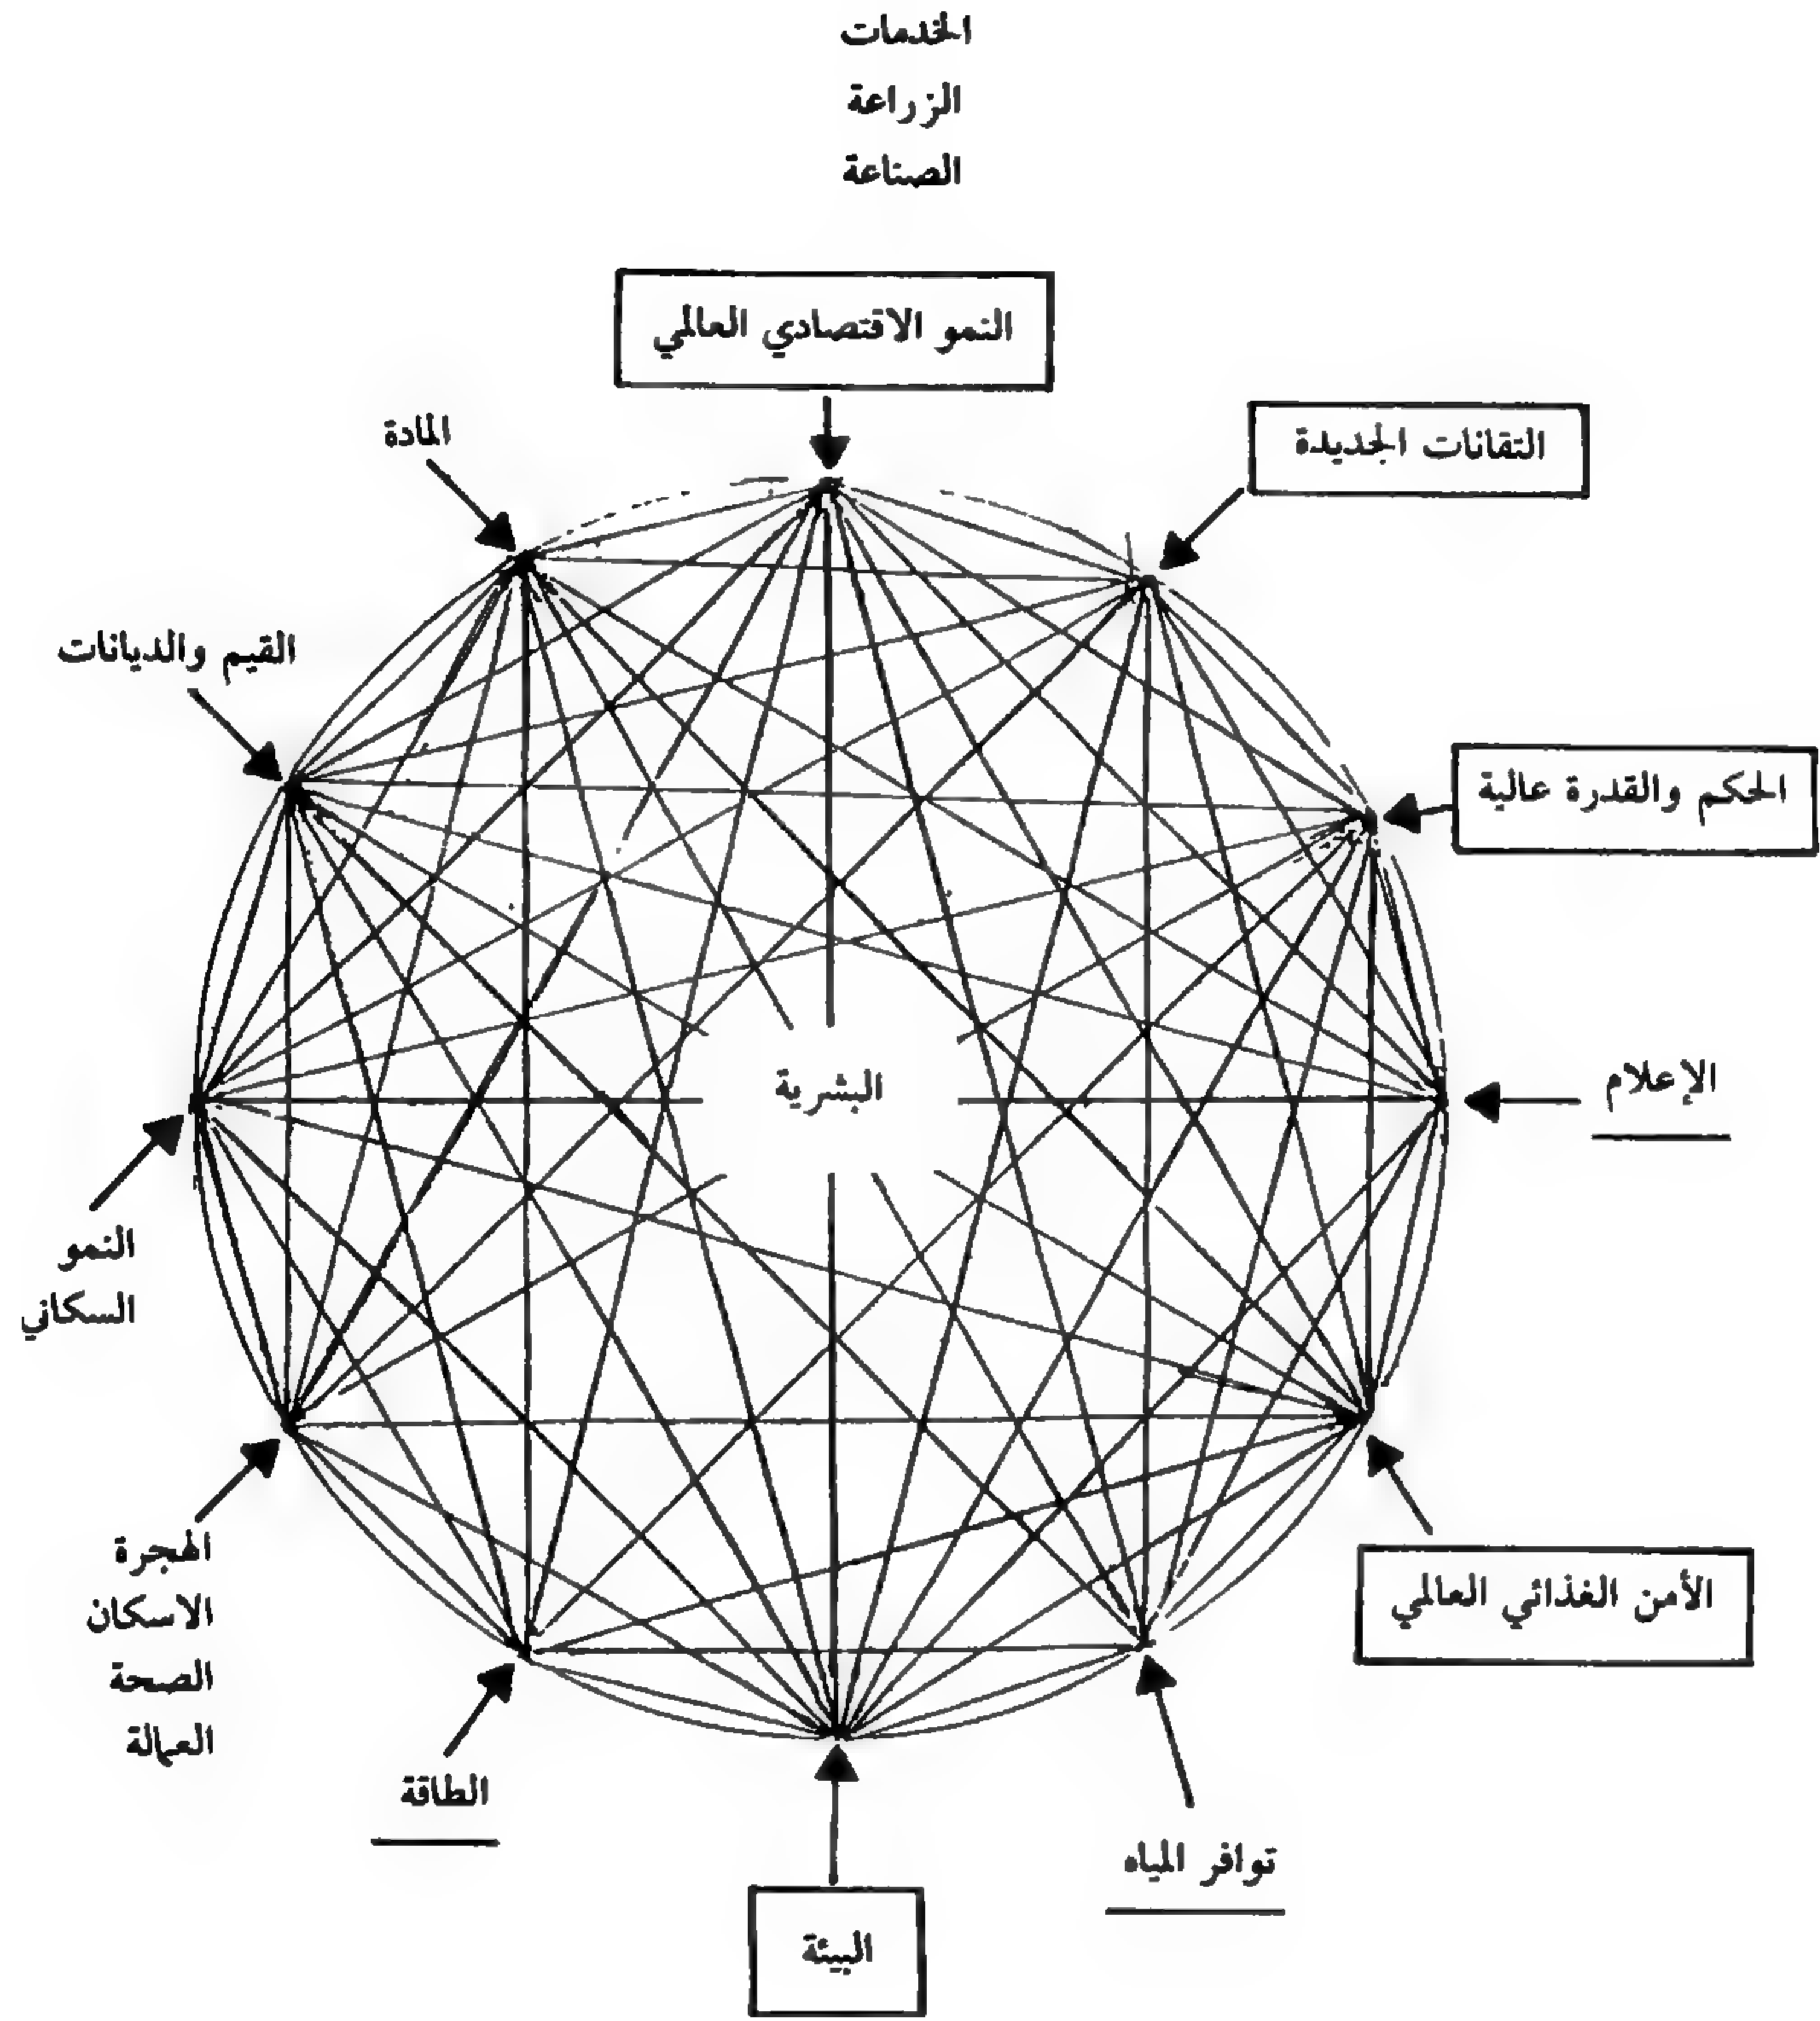 الخدمات
الزراعة
الصناعة
النمو الاقتصادي العالمي
التقانات الجديدة
المادة
القيم والديانات
الحكم والقدرة عالية
البشرية
الإعلام
النمو
السكاني
الهجرة
الاسكان
الصحة
العمالة
الأمن الغذائي العالمي
الطاقة
توافر المياه
البيئة